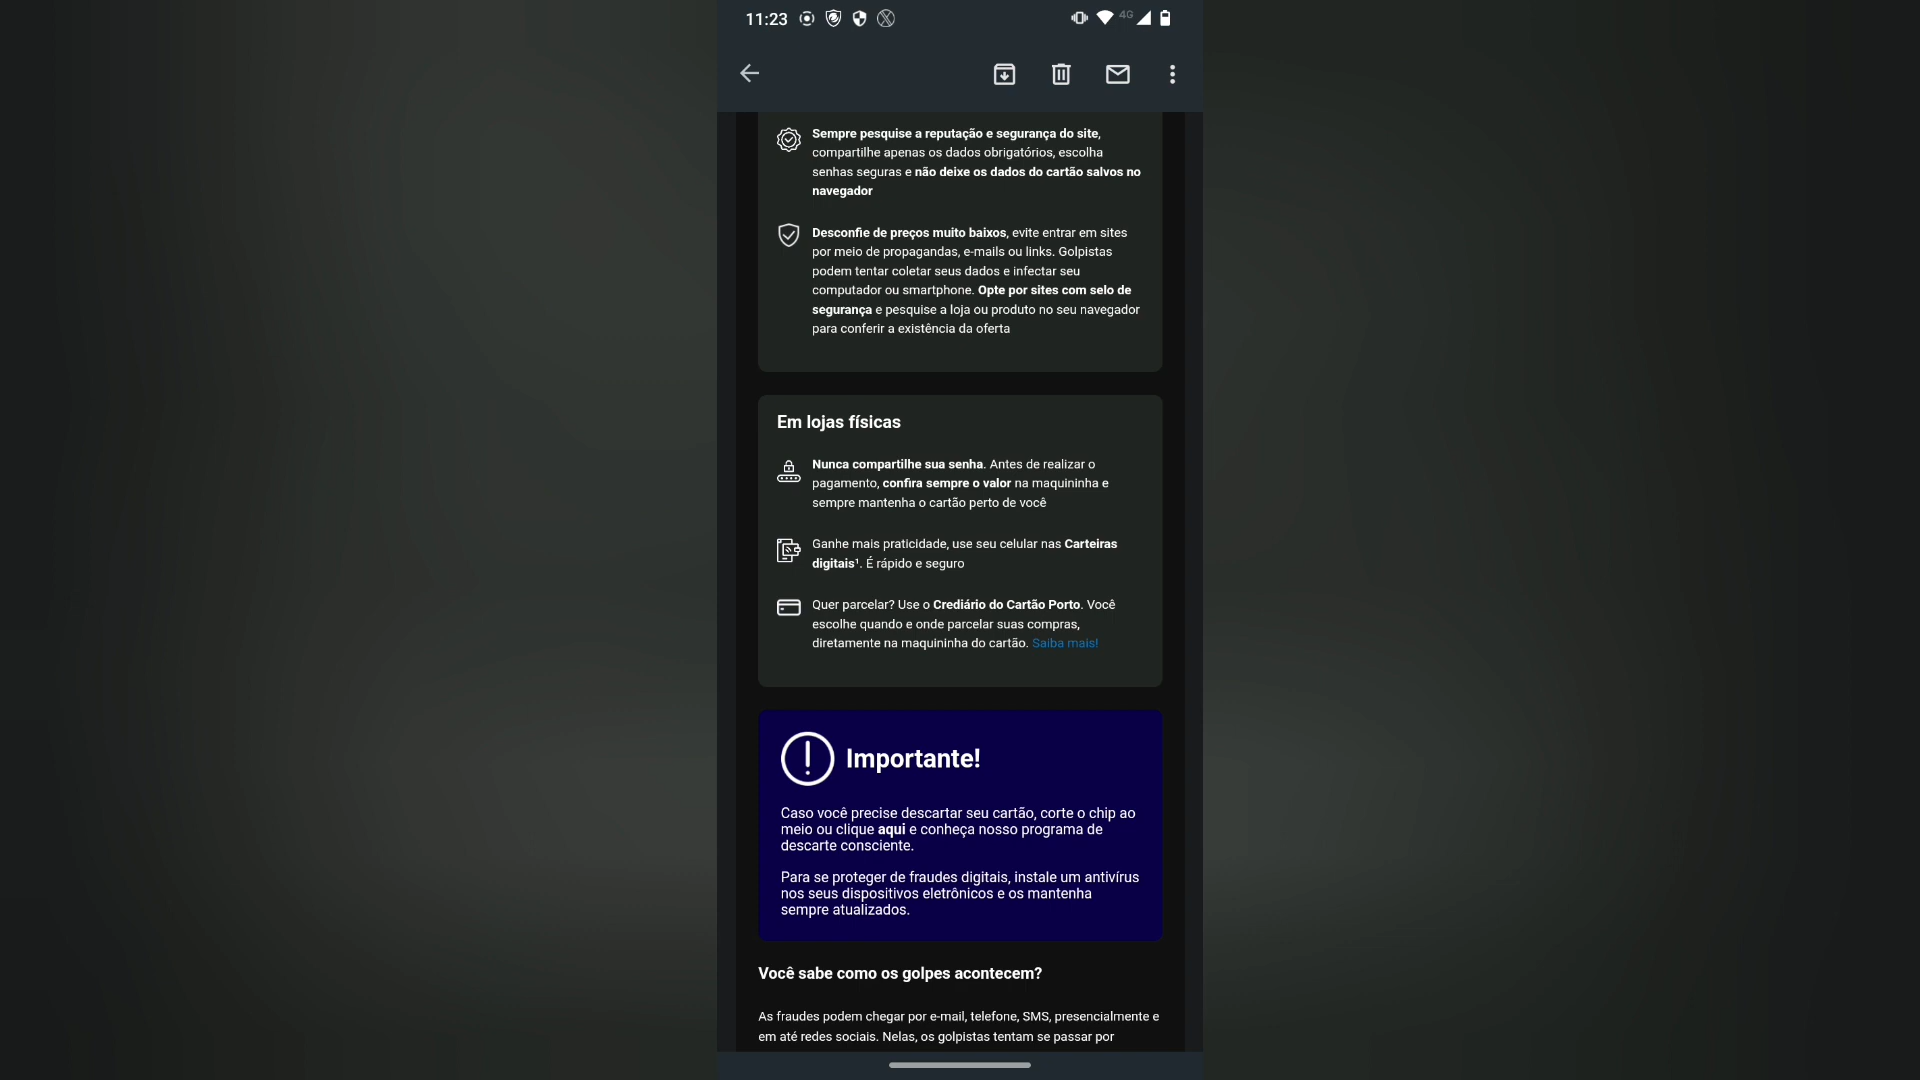 11:23
4G
Sempre pesquise a reputação e segurança do site,
compartilhe apenas os dados obrigatórios, escolha
senhas seguras e não deixe os dados do cartão salvos no
navegador
Desconfie de preços muito baixos, evite entrar em sites
por meio de propagandas, e-mails ou links. Golpistas
podem tentar coletar seus dados e infectar seu
computador ou smartphone. Opte por sites com selo de
segurança e pesquise a loja ou produto no seu navegador
para conferir a existência da oferta
Em lojas físicas
Nunca compartilhe sua senha. Antes de realizar o
pagamento, confira sempre o valor na maquininha e
sempre mantenha o cartão perto de você
Ganhe mais praticidade, use seu celular nas Carteiras
digitais¹. É rápido e seguro
Quer parcelar? Use o Crediário do Cartão Porto. Você
escolhe quando e onde parcelar suas compras,
diretamente na maquininha do cartão. Saiba mais!
Importante!
Caso você precise descartar seu cartão, corte o chip ao
meio ou clique aqui e conheça nosso programa de
descarte consciente.
Para se proteger de fraudes digitais, instale um antivírus
nos seus dispositivos eletrônicos e os mantenha
sempre atualizados.
Você sabe como os golpes acontecem?
As fraudes podem chegar por e-mail, telefone, SMS, presencialmente e
em até redes sociais. Nelas, os golpistas tentam se passar por